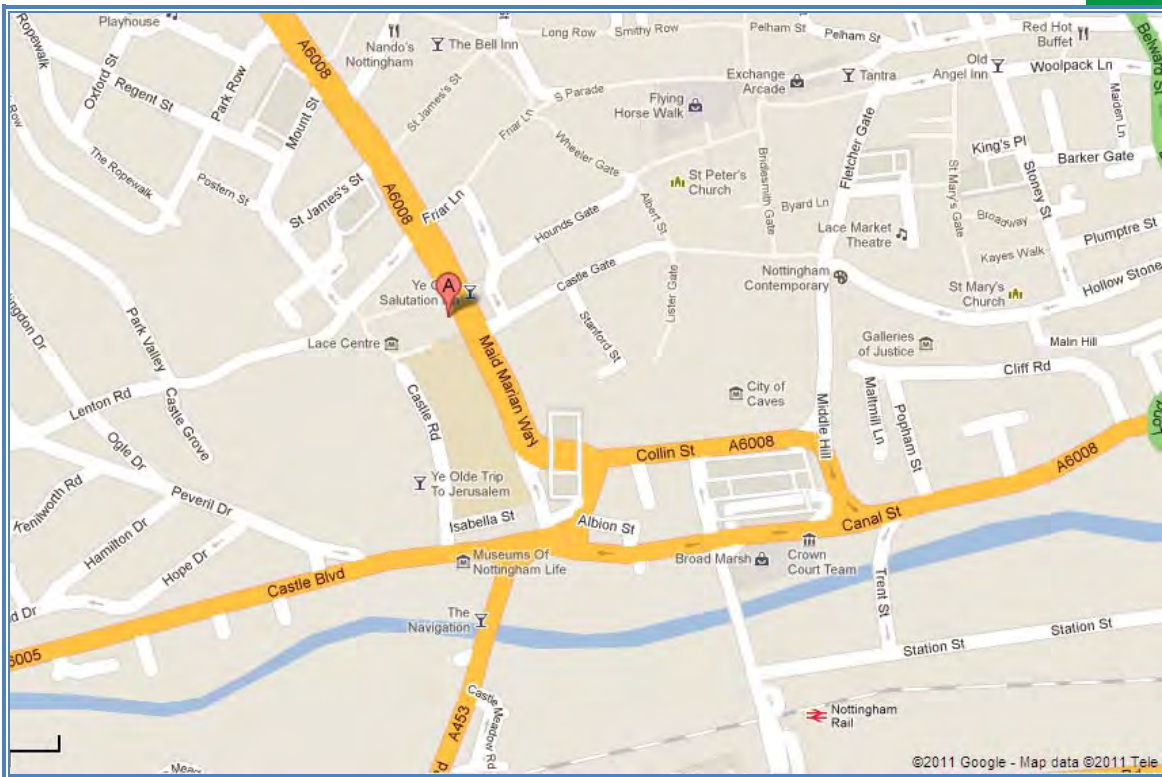 Playhouse
Nando's
Nottingham
The Bell Inn
Long Row
Smithy Row
Pelham St
Pelham St
Red Hot
Buffet
Belward St
Ropewalk
Oxford St
Regent St
Park Row
Mount St
A6008
St James's St
S Parade
Exchange
Arcade
Tantra
Old
Angel Inn
Woolpack Ln
Flying
Horse Walk
Maiden Ln
Row
The Ropewalk
Postern St
St James's St
A6008
Friar Ln
Friar Ln
Wheeler Gate
St Peter's
Church
Bridlesmith Gate
Fletcher Gate
King's Pl
Barker Gate
Stoney St
St Mary's Gate
Albert St
Byard Ln
Hounds Gate
Lace Market
Theatre
Broadway
Plumptre St
Kayes Walk
Castle Gate
Nottingham
Contemporary
St Mary's
Church
Hollow Stone
Ye O
Salutation Inn
A
Lister Gate
Stanford St
Lace Centre
Maid Marian Way
Galleries
of Justice
Malin Hill
Cliff Rd
Park Valley
Castle Grove
Lenton Rd
Ogle Dr
Castle Rd
City of
Caves
Middle Hill
Maltmill Ln
Popham St
Collin St
A6008
A6008
Peveril Dr
Kenilworth Rd
Hamilton Dr
Hope Dr
Ye Olde Trip
To Jerusalem
Isabella St
Albion St
Canal St
Castle Blvd
Museums Of
Nottingham Life
Broad Marsh
Crown
Court Team
Trent St
The
Navigation
Station St
Station St
A453
Castle Meadow Rd
Nottingham
Rail
©2011 Google - Map data ©2011 Tele